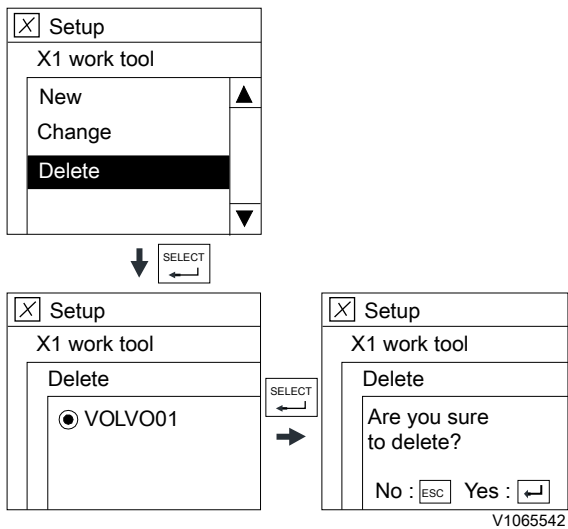 Setup
X1 work tool
New
Change
Delete
SELECT
Setup
X1 work tool
Delete
VOLVO01
SELECT
Setup
X1 work tool
Delete
Are you sure
to delete?
No : ESC Yes :
V1065542